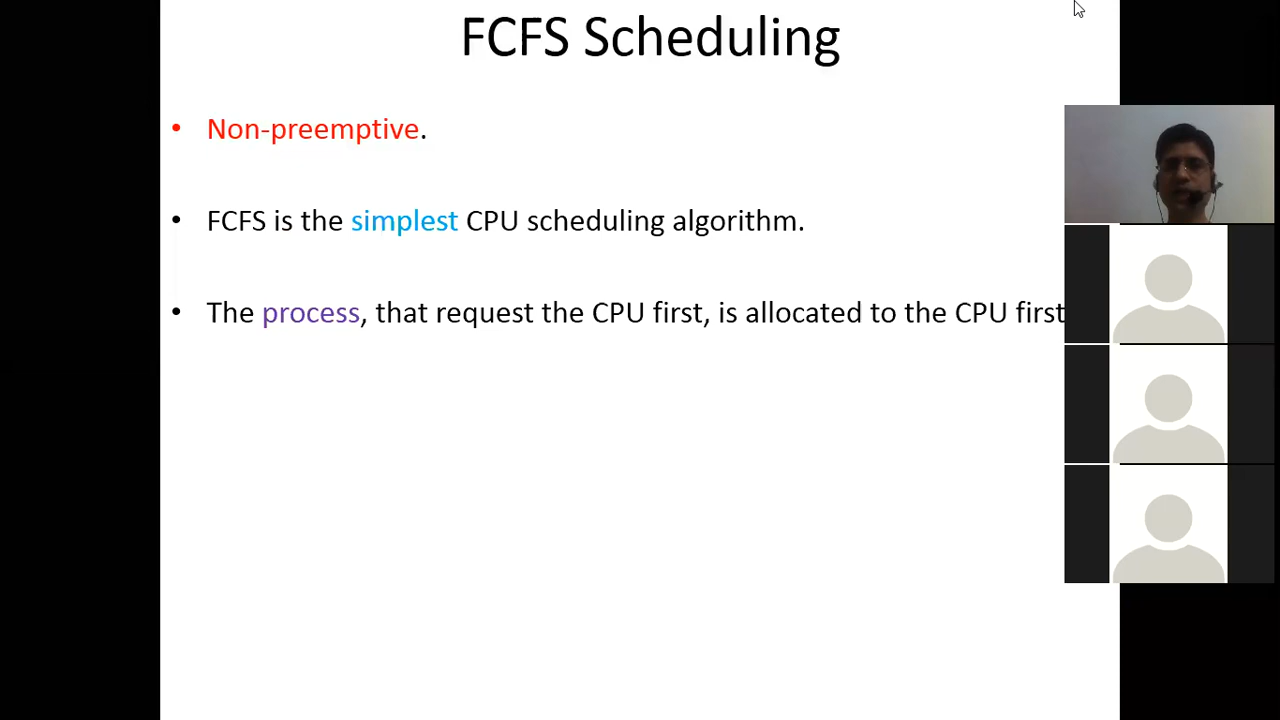 FCFS Scheduling
• Non-preemptive.
• FCFS is the simplest CPU scheduling algorithm.
• The process, that request the CPU first, is allocated to the CPU first